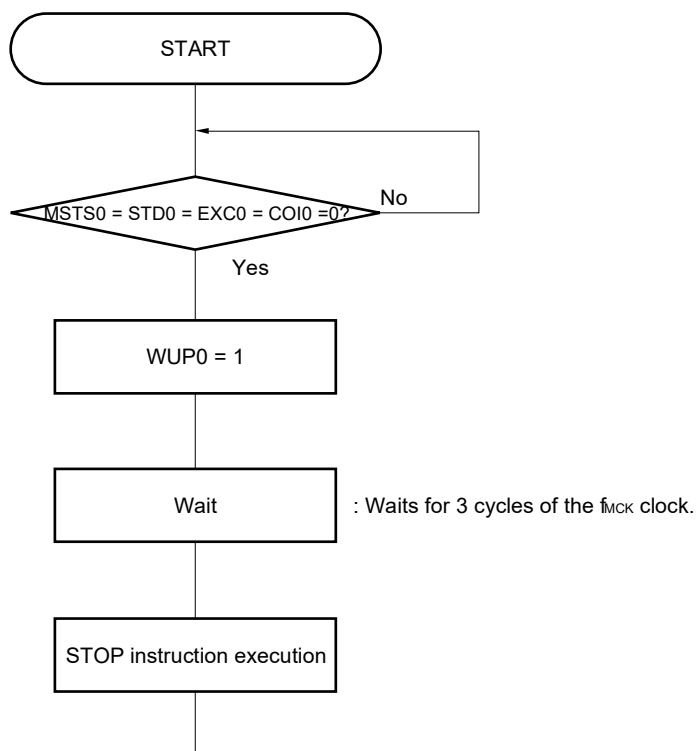 START
MSTS0 = STD0 = EXC0 = COI0 =0?
No
Yes
WUP0 = 1
Wait
: Waits for 3 cycles of the fMCK clock.
STOP instruction execution